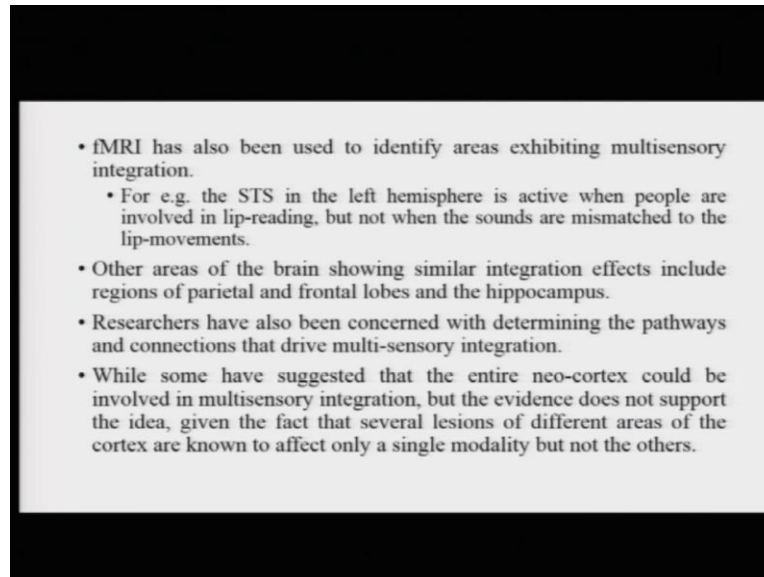 • fMRI has also been used to identify areas exhibiting multisensory
integration.
• For e.g. the STS in the left hemisphere is active when people are
involved in lip-reading, but not when the sounds are mismatched to the
lip-movements.
• Other areas of the brain showing similar integration effects include
regions of parietal and frontal lobes and the hippocampus.
• Researchers have also been concerned with determining the pathways
and connections that drive multi-sensory integration.
• While some have suggested that the entire neo-cortex could be
involved in multisensory integration, but the evidence does not support
the idea, given the fact that several lesions of different areas of the
cortex are known to affect only a single modality but not the others.